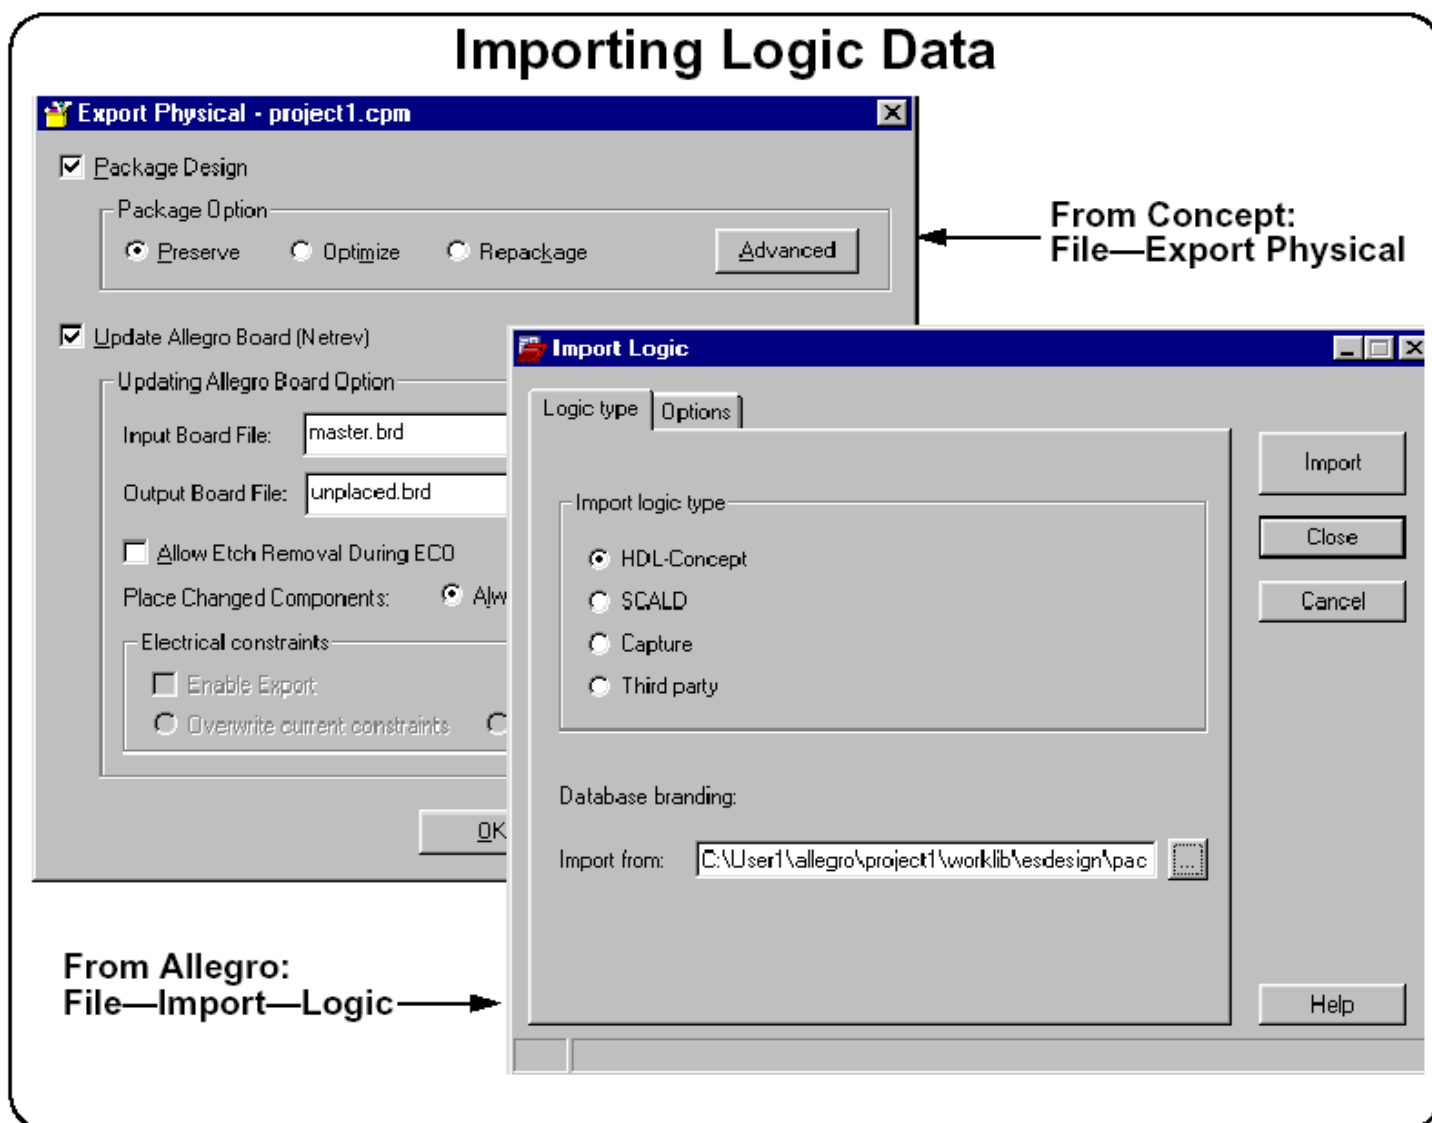 Importing Logic Data
Export Physical - project1.cpm
Package Design
Package Option
Preserve
Optimize
Repackage
Advanced
From Concept:
File—Export Physical
Update Allegro Board (Netrev)
Updating Allegro Board Option
Input Board File:
master.brd
Output Board File:
unplaced.brd
Allow Etch Removal During ECO
Place Changed Components:
Electrical constraints
Enable Export
Overwrite current constraints
OK
Import Logic
Logic type
Options
Import logic type
HDL-Concept
SCALD
Capture
Third party
Database branding:
Import from:
C:\User1\allegro\project1\worklib\esdesign\pac
...
Import
Close
Cancel
Help
From Allegro:
File—Import—Logic